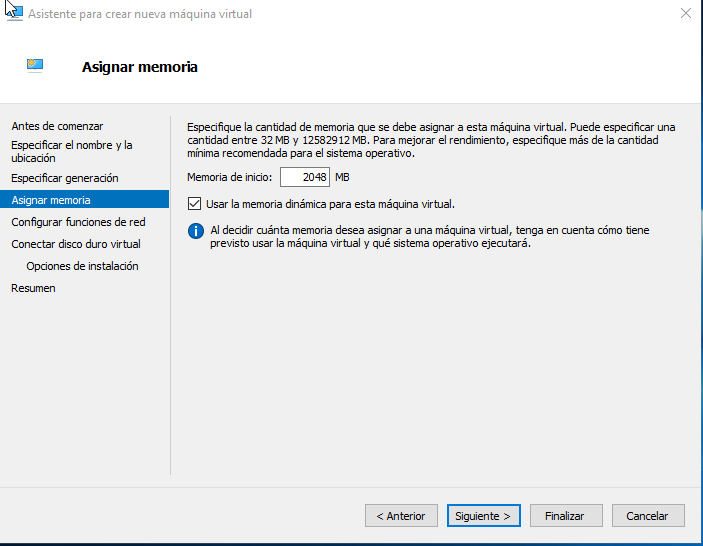 Asistente para crear nueva máquina virtual
Asignar memoria
Antes de comenzar
Especificar el nombre y la
ubicación
Especificar generación
Asignar memoria
Configurar funciones de red
Conectar disco duro virtual
Opciones de instalación
Resumen
Especifique la cantidad de memoria que se debe asignar a esta máquina virtual. Puede especificar una
cantidad entre 32 MB y 12582912 MB. Para mejorar el rendimiento, especifique más de la cantidad
mínima recomendada para el sistema operativo.
Memoria de inicio: 2048 MB
Usar la memoria dinámica para esta máquina virtual.
Al decidir cuánta memoria desea asignar a una máquina virtual, tenga en cuenta cómo tiene
previsto usar la máquina virtual y qué sistema operativo ejecutará.
< Anterior Siguiente > Finalizar Cancelar